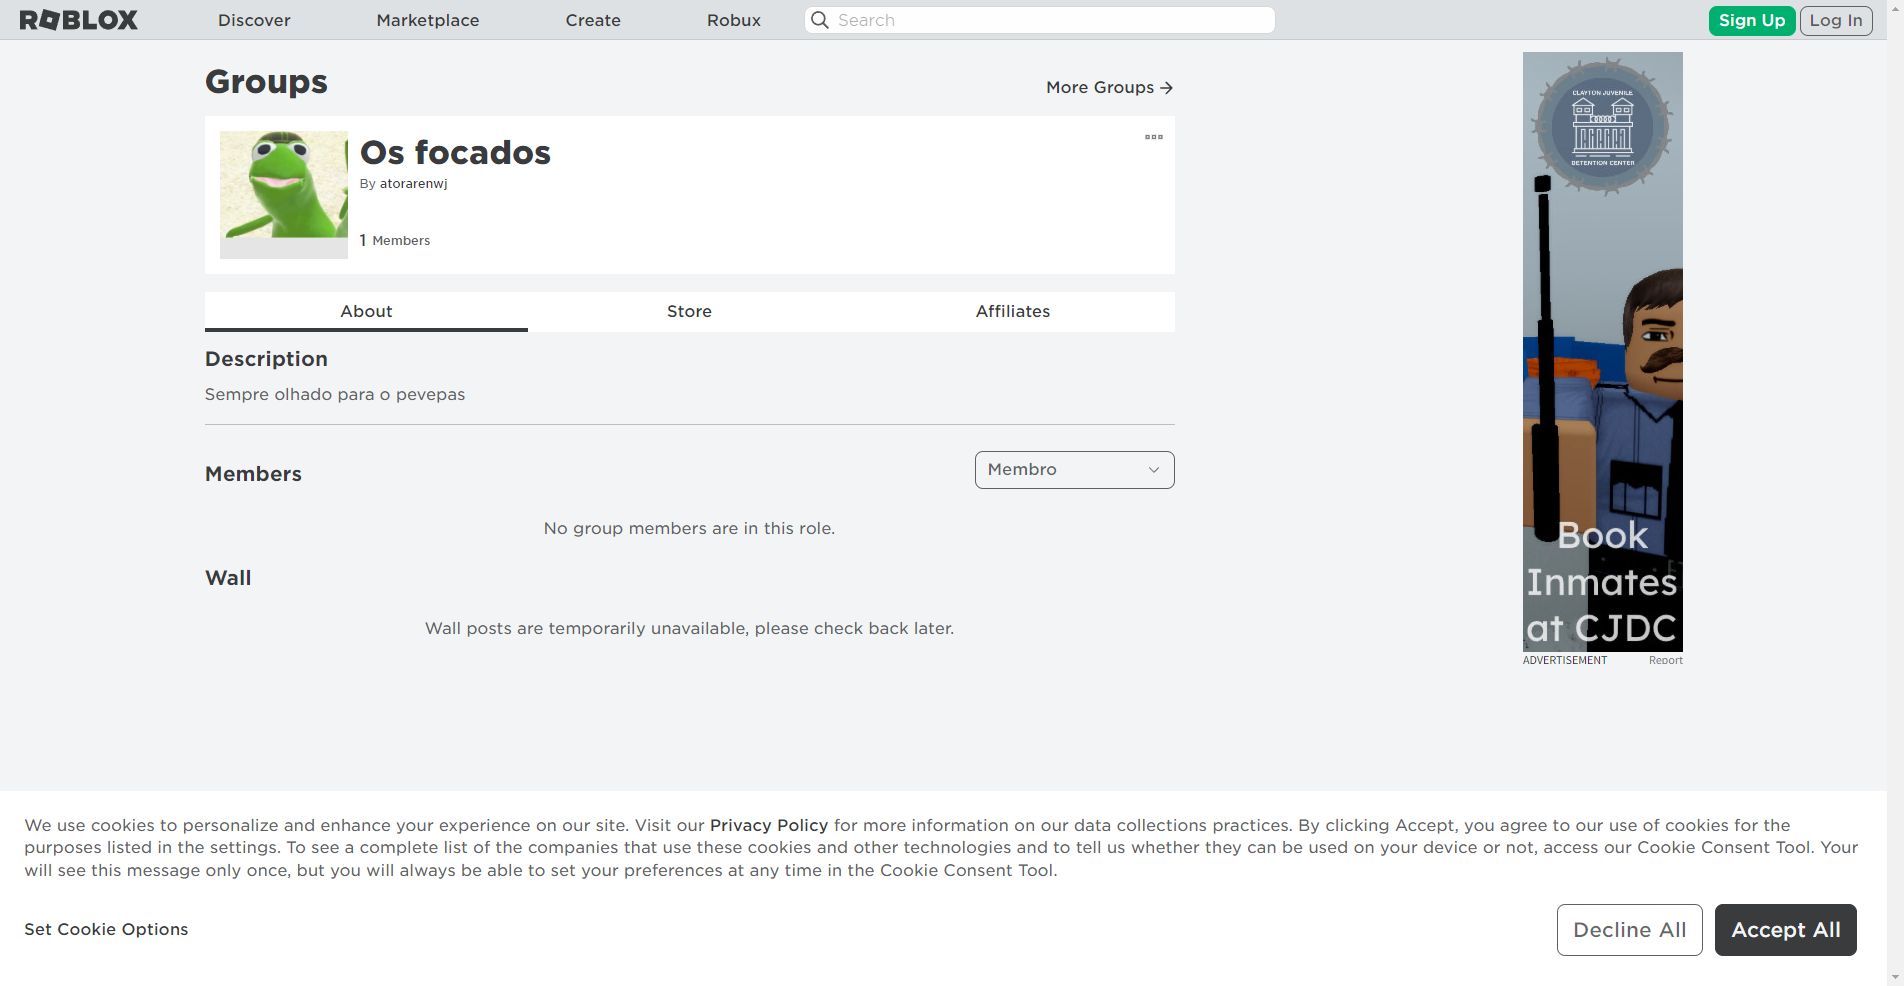 ROBLOX
Discover
Marketplace
Create
Robux
Search
Sign Up
Log In
Groups
More Groups
Os focados
By atorarenwj
1 Members
About
Store
Affiliates
Description
Sempre olhado para o pevepas
Members
Membro
No group members are in this role.
Wall
Wall posts are temporarily unavailable, please check back later.
CLAYTON JUVENILE
DETENTION CENTER
Book
Inmates
at CJDC
ADVERTISEMENT
Report
We use cookies to personalize and enhance your experience on our site. Visit our Privacy Policy for more information on our data collections practices. By clicking Accept, you agree to our use of cookies for the
purposes listed in the settings. To see a complete list of the companies that use these cookies and other technologies and to tell us whether they can be used on your device or not, access our Cookie Consent Tool. Your
will see this message only once, but you will always be able to set your preferences at any time in the Cookie Consent Tool.
Set Cookie Options
Decline All
Accept All